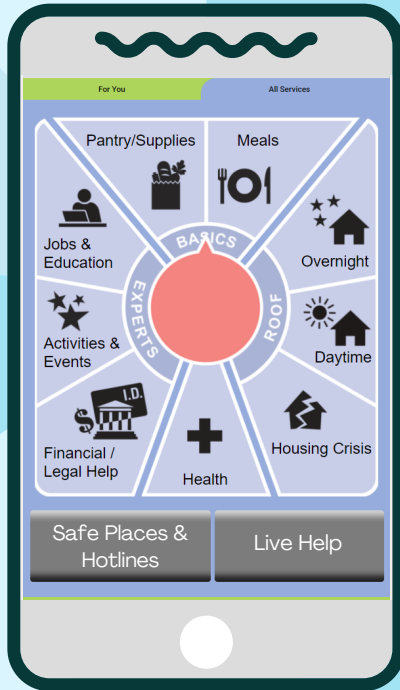 For You
All Services
Pantry/Supplies
Meals
Jobs &
Education
BASICS
Overnight
EXPERTS
ROOF
Activities &
Events
Daytime
I.D.
$
Financial /
Legal Help
Housing Crisis
Health
Safe Places &
Hotlines
Live Help